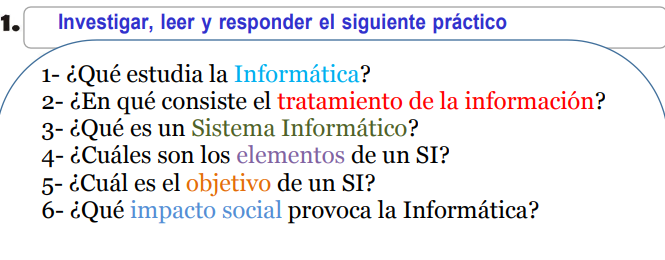 1. Investigar, leer y responder el siguiente práctico
1- ¿Qué estudia la Informática?
2- ¿En qué consiste el tratamiento de la información?
3- ¿Qué es un Sistema Informático?
4- ¿Cuáles son los elementos de un SI?
5- ¿Cuál es el objetivo de un SI?
6- ¿Qué impacto social provoca la Informática?